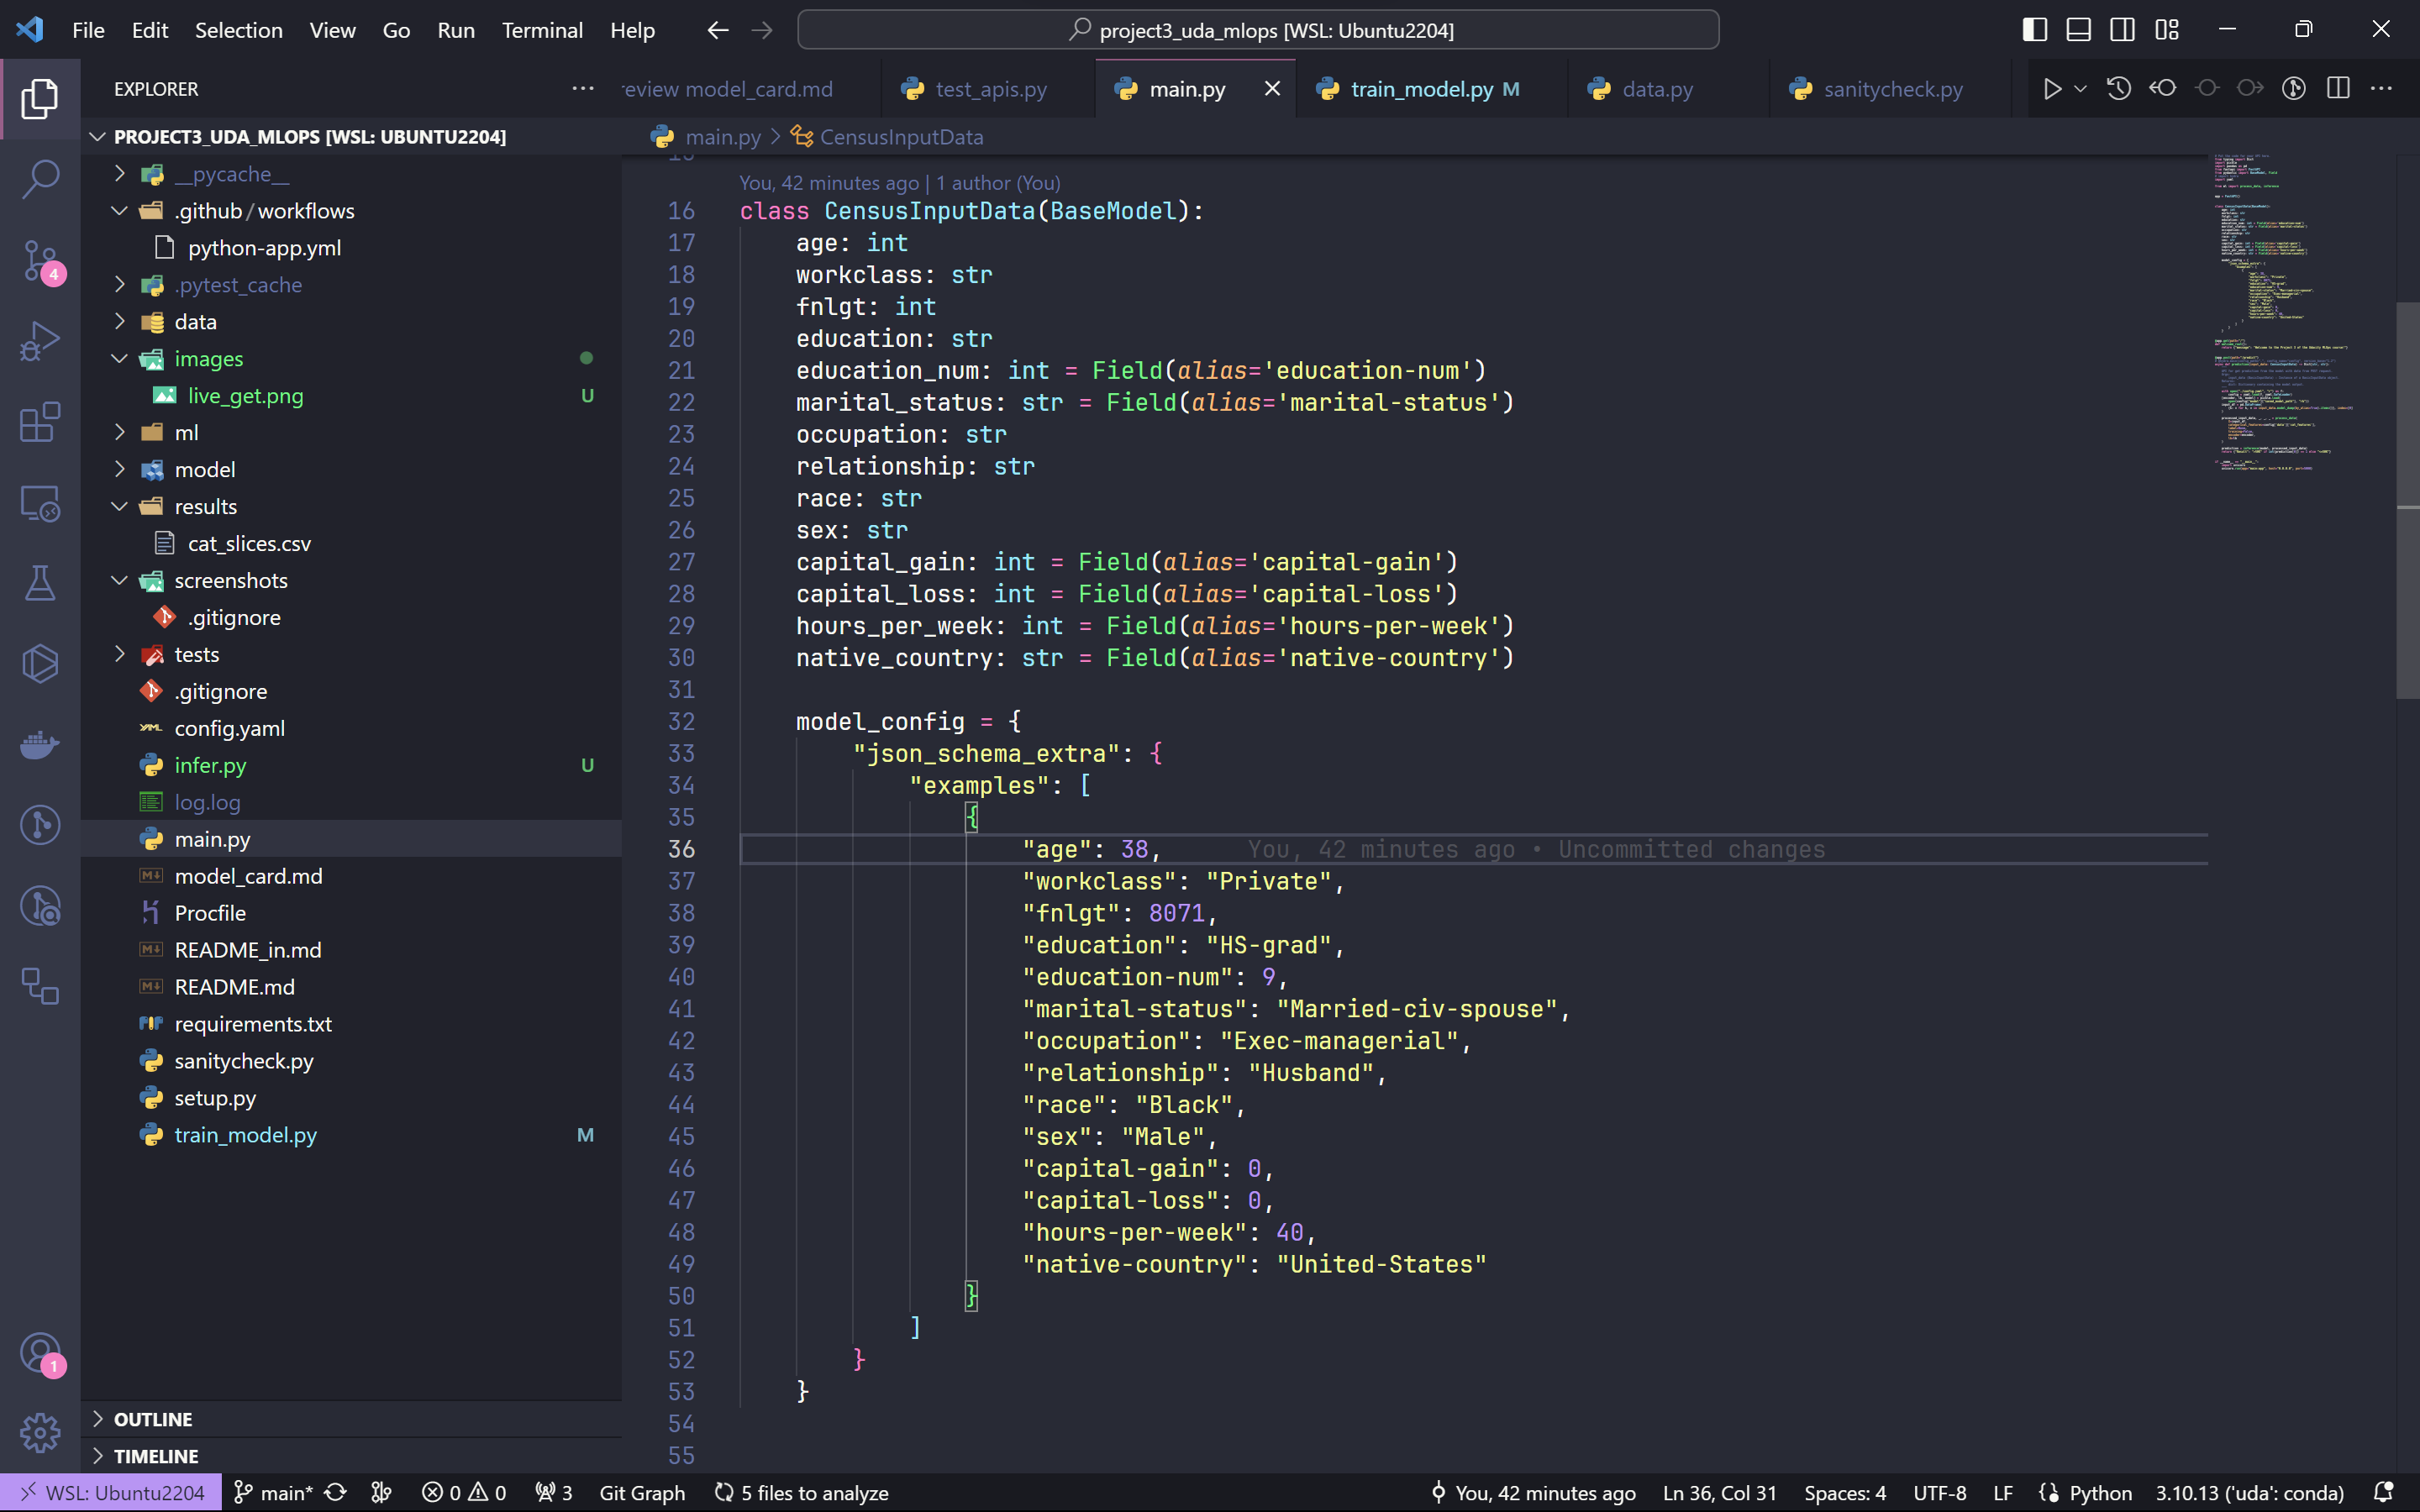 File Edit Selection View Go Run Terminal Help
project3_uda_mlops [WSL: Ubuntu2204]
EXPLORER
review model_card.md
test_apis.py
main.py
train_model.py M
data.py
sanitycheck.py
PROJECT3_UDA_MLOPS [WSL: UBUNTU2204]
main.py > CensusInputData
__pycache__
.github / workflows
python-app.yml
.pytest_cache
data
images
live_get.png U
ml
model
results
cat_slices.csv
screenshots
.gitignore
tests
.gitignore
config.yaml
infer.py U
log.log
main.py
model_card.md
Procfile
README_in.md
README.md
requirements.txt
sanitycheck.py
setup.py
train_model.py M
OUTLINE
TIMELINE
4
1
You, 42 minutes ago | 1 author (You)
16 class CensusInputData(BaseModel):
17 age: int
18 workclass: str
19 fnlgt: int
20 education: str
21 education_num: int = Field(alias='education-num')
22 marital_status: str = Field(alias='marital-status')
23 occupation: str
24 relationship: str
25 race: str
26 sex: str
27 capital_gain: int = Field(alias='capital-gain')
28 capital_loss: int = Field(alias='capital-loss')
29 hours_per_week: int = Field(alias='hours-per-week')
30 native_country: str = Field(alias='native-country')
31
32 model_config = {
33 "json_schema_extra": {
34 "examples": [
35 {
36 "age": 38, You, 42 minutes ago • Uncommitted changes
37 "workclass": "Private",
38 "fnlgt": 8071,
39 "education": "HS-grad",
40 "education-num": 9,
41 "marital-status": "Married-civ-spouse",
42 "occupation": "Exec-managerial",
43 "relationship": "Husband",
44 "race": "Black",
45 "sex": "Male",
46 "capital-gain": 0,
47 "capital-loss": 0,
48 "hours-per-week": 40,
49 "native-country": "United-States"
50 }
51 ]
52 }
53 }
54
55
WSL: Ubuntu2204 main* 0 0 3 Git Graph 5 files to analyze You, 42 minutes ago Ln 36, Col 31 Spaces: 4 UTF-8 LF Python 3.10.13 ('uda': conda)